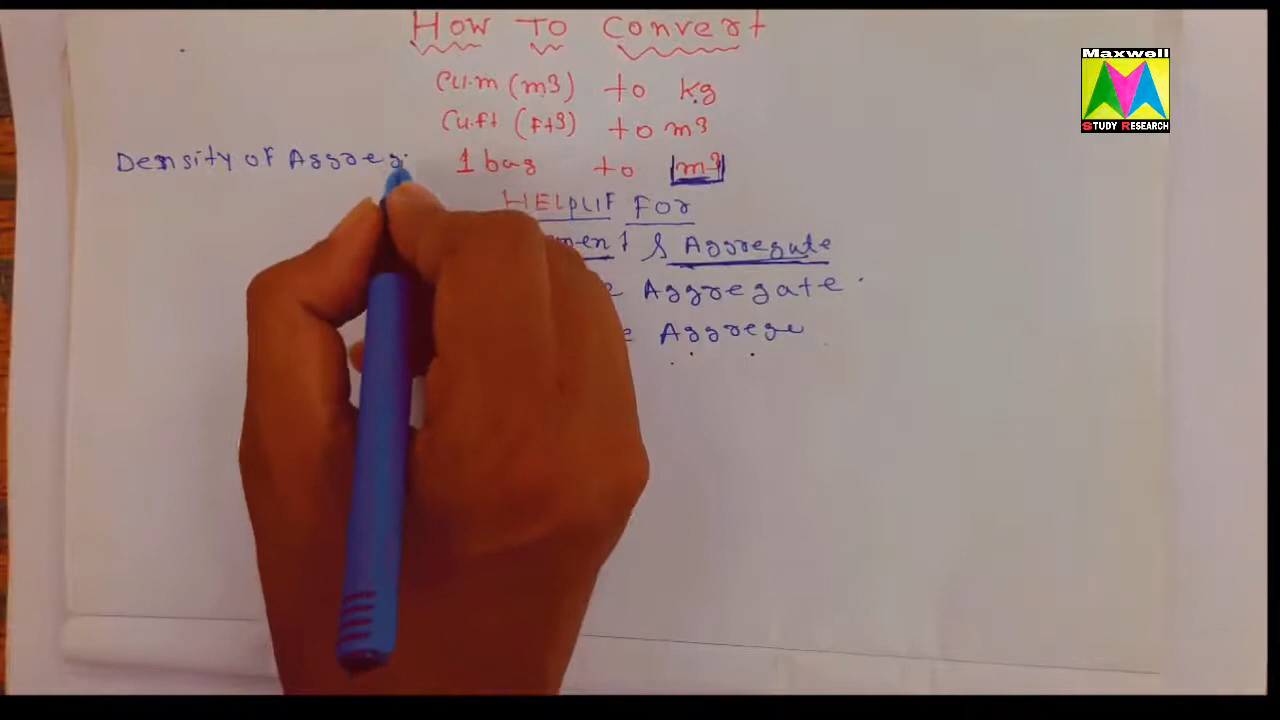 How To Convert
cu.m (m3) to kg
Cu.ft (ft3) to m3
1 bag to m3
Density of Aggreg
HELPLIF For
& Aggregate
Aggregate
Aggrege
Maxwell
STUDY RESEARCH